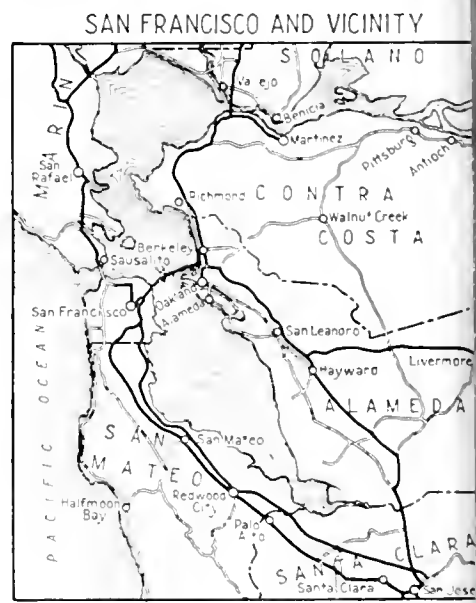 SAN FRANCISCO AND VICINITY
SOLANO
Vallejo
Benicia
Martinez
MARIN
Pittsburg
Antioch
San
Rafael
Richmond
CONTRA
Walnut Creek
COSTA
Berkeley
Sausalito
San Francisco
Oakland
Alameda
San Leandro
PACIFIC OCEAN
Livermore
Hayward
ALAMEDA
SAN
San Mateo
MATEO
Redwood
City
Halfmoon
Bay
Palo
Alto
SANTA CLARA
Santa Clara
San Jose